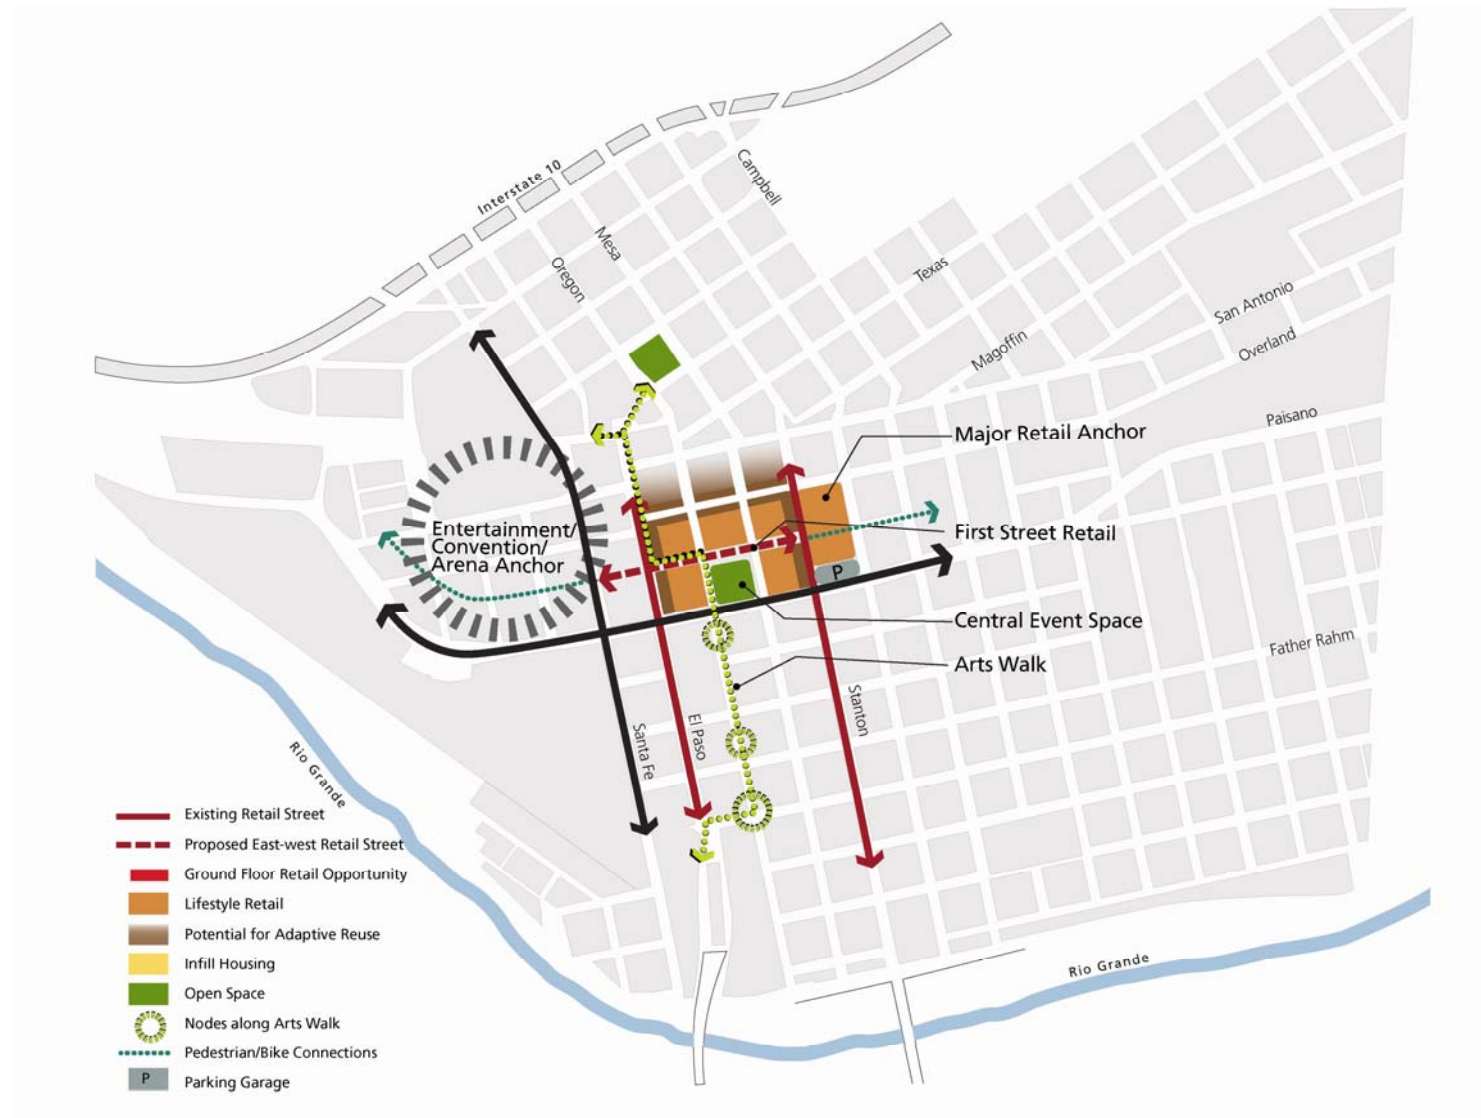 Interstate 10
Campbell
Mesa
Oregon
Texas
San Antonio
Magoffin
Overland
Paisano
Major Retail Anchor
Entertainment/
Convention/
Arena Anchor
First Street Retail
P
Central Event Space
Father Rahm
Arts Walk
Stanton
El Paso
Santa Fe
Rio Grande
Existing Retail Street
Proposed East-west Retail Street
Ground Floor Retail Opportunity
Lifestyle Retail
Potential for Adaptive Reuse
Infill Housing
Open Space
Nodes along Arts Walk
Pedestrian/Bike Connections
P Parking Garage
Rio Grande